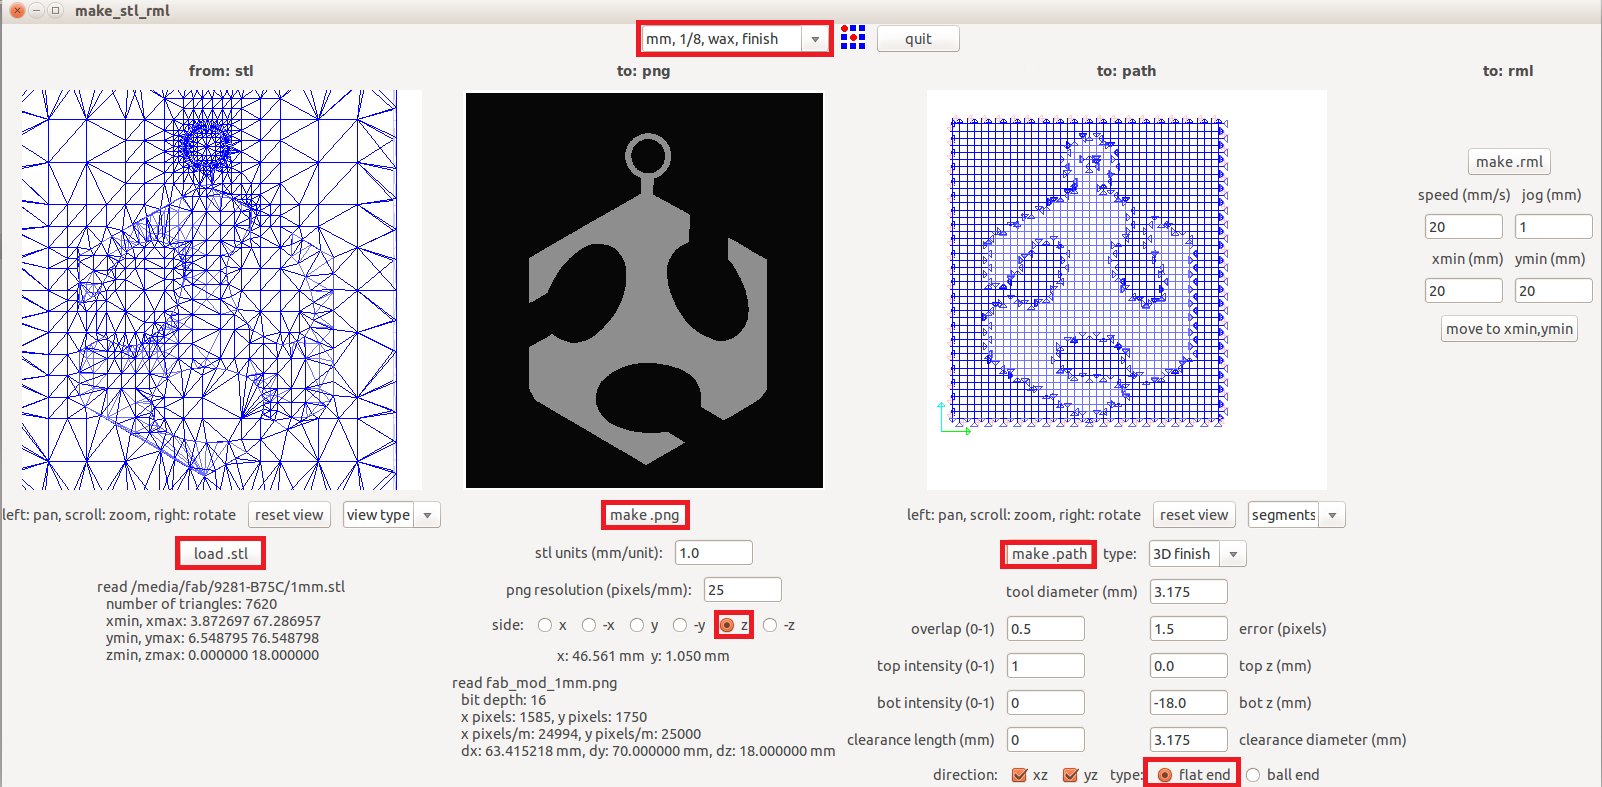 make_stl_rml
mm, 1/8, wax, finish
quit
from: stl
to: png
to: path
to: rml
make .rml
speed (mm/s) jog (mm)
20 1
xmin (mm) ymin (mm)
20 20
move to xmin,ymin
left: pan, scroll: zoom, right: rotate reset view view type
load .stl
read /media/fab/9281-B75C/1mm.stl
number of triangles: 7620
xmin, xmax: 3.872697 67.286957
ymin, ymax: 6.548795 76.548798
zmin, zmax: 0.000000 18.000000
make .png
stl units (mm/unit): 1.0
png resolution (pixels/mm): 25
side: x -x y -y z -z
x: 46.561 mm y: 1.050 mm
read fab_mod_1mm.png
bit depth: 16
x pixels: 1585, y pixels: 1750
x pixels/m: 24994, y pixels/m: 25000
dx: 63.415218 mm, dy: 70.000000 mm, dz: 18.000000 mm
left: pan, scroll: zoom, right: rotate reset view segments
make .path type: 3D finish
tool diameter (mm) 3.175
overlap (0-1) 0.5 1.5 error (pixels)
top intensity (0-1) 1 0.0 top z (mm)
bot intensity (0-1) 0 -18.0 bot z (mm)
clearance length (mm) 0 3.175 clearance diameter (mm)
direction: xz yz type: flat end ball end